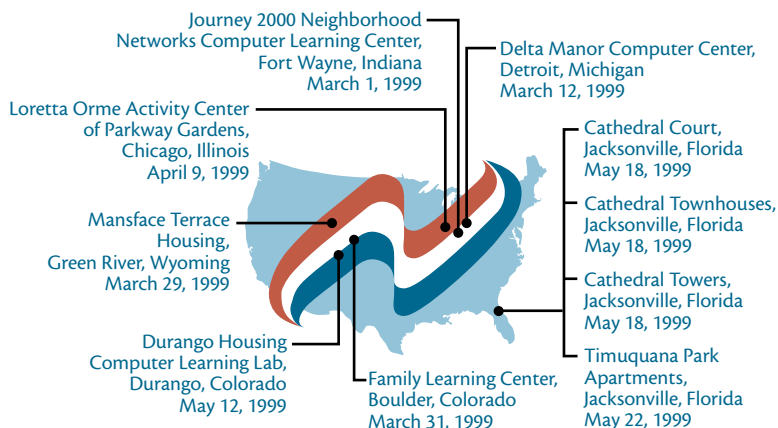 Journey 2000 Neighborhood
Networks Computer Learning Center,
Fort Wayne, Indiana
March 1, 1999
Delta Manor Computer Center,
Detroit, Michigan
March 12, 1999
Loretta Orme Activity Center
of Parkway Gardens,
Chicago, Illinois
April 9, 1999
Cathedral Court,
Jacksonville, Florida
May 18, 1999
Cathedral Townhouses,
Jacksonville, Florida
May 18, 1999
Mansface Terrace
Housing,
Green River, Wyoming
March 29, 1999
Cathedral Towers,
Jacksonville, Florida
May 18, 1999
Durango Housing
Computer Learning Lab,
Durango, Colorado
May 12, 1999
Family Learning Center,
Boulder, Colorado
March 31, 1999
Timuquana Park
Apartments,
Jacksonville, Florida
May 22, 1999